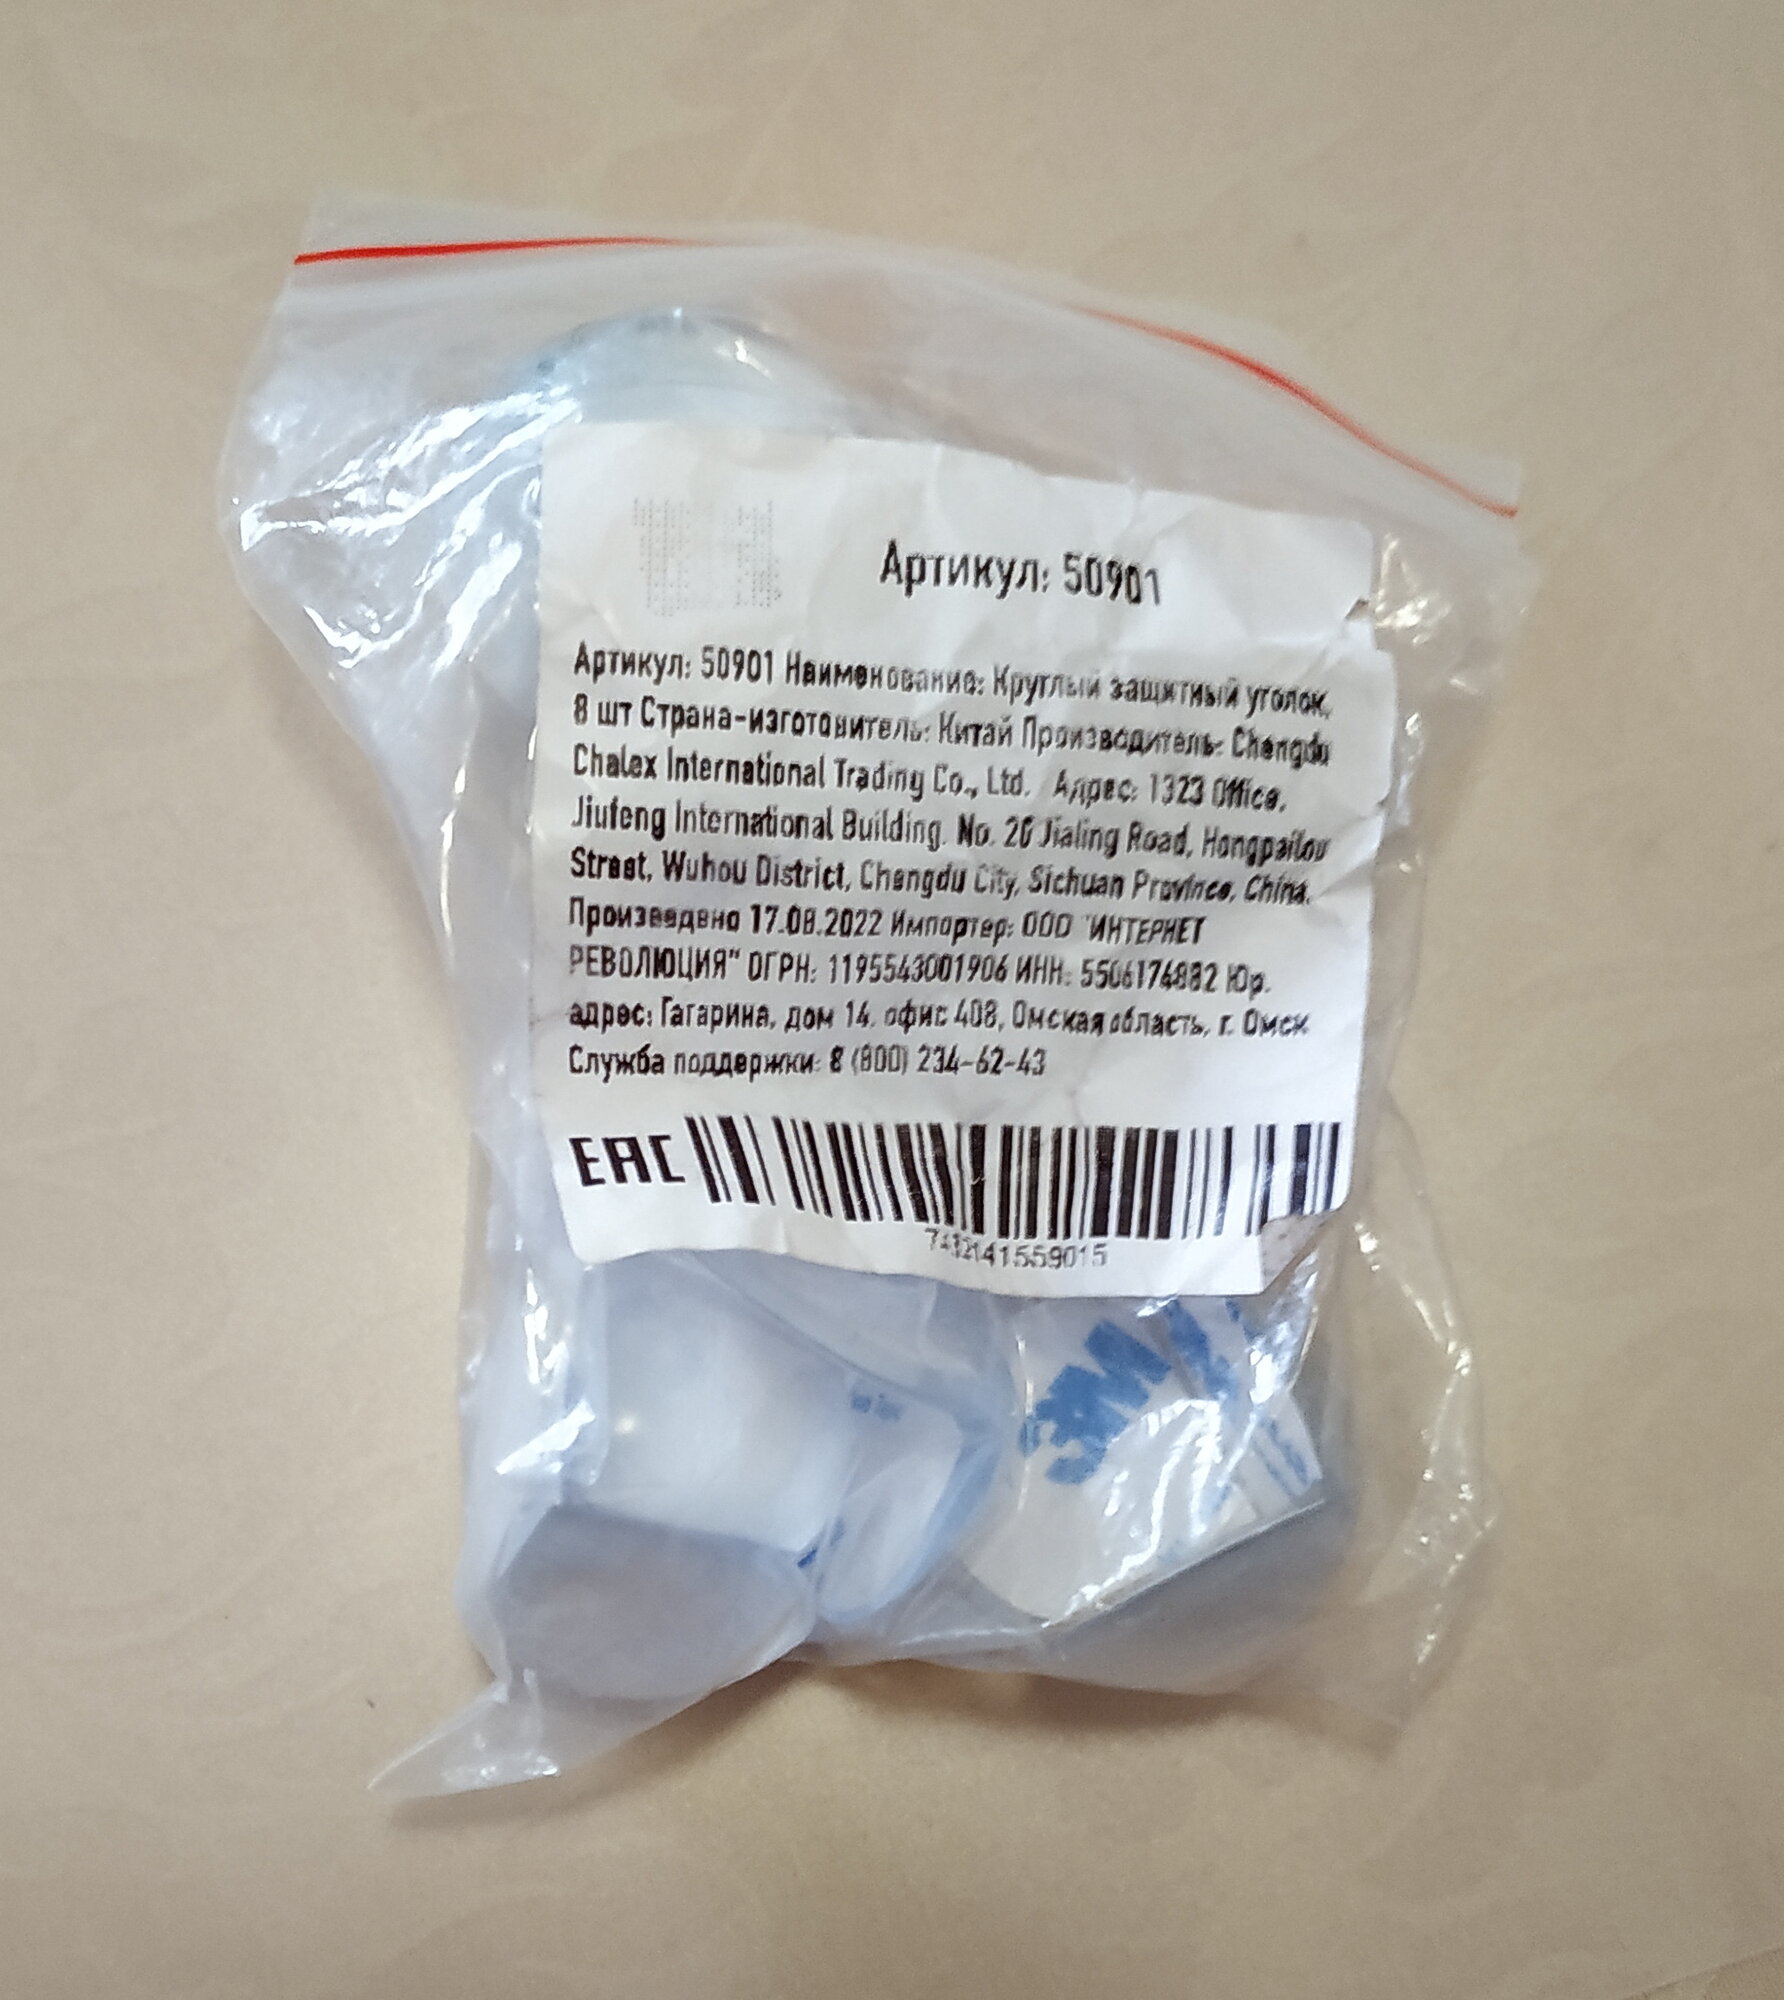 Артикул: 50901
Артикул: 50901 Наименование: Круглый защитный уголок,
8 шт Страна-изготовитель: Китай Производитель: Chengdu
Chalex International Trading Co., Ltd. Адрес: 1323 Office,
Jiufeng International Building. No. 20 Jialing Road, Hongpailou
Street, Wuhou District, Chengdu City, Sichuan Province, China.
Произведено 17.08.2022 Импортер: ООО "ИНТЕРНЕТ
РЕВОЛЮЦИЯ" ОГРН: 1195543001906 ИНН: 5506174882 Юр.
адрес: Гагарина, дом 14, офис 408, Омская область, г. Омск
Служба поддержки: 8 (800) 234-62-43
EAC
3M